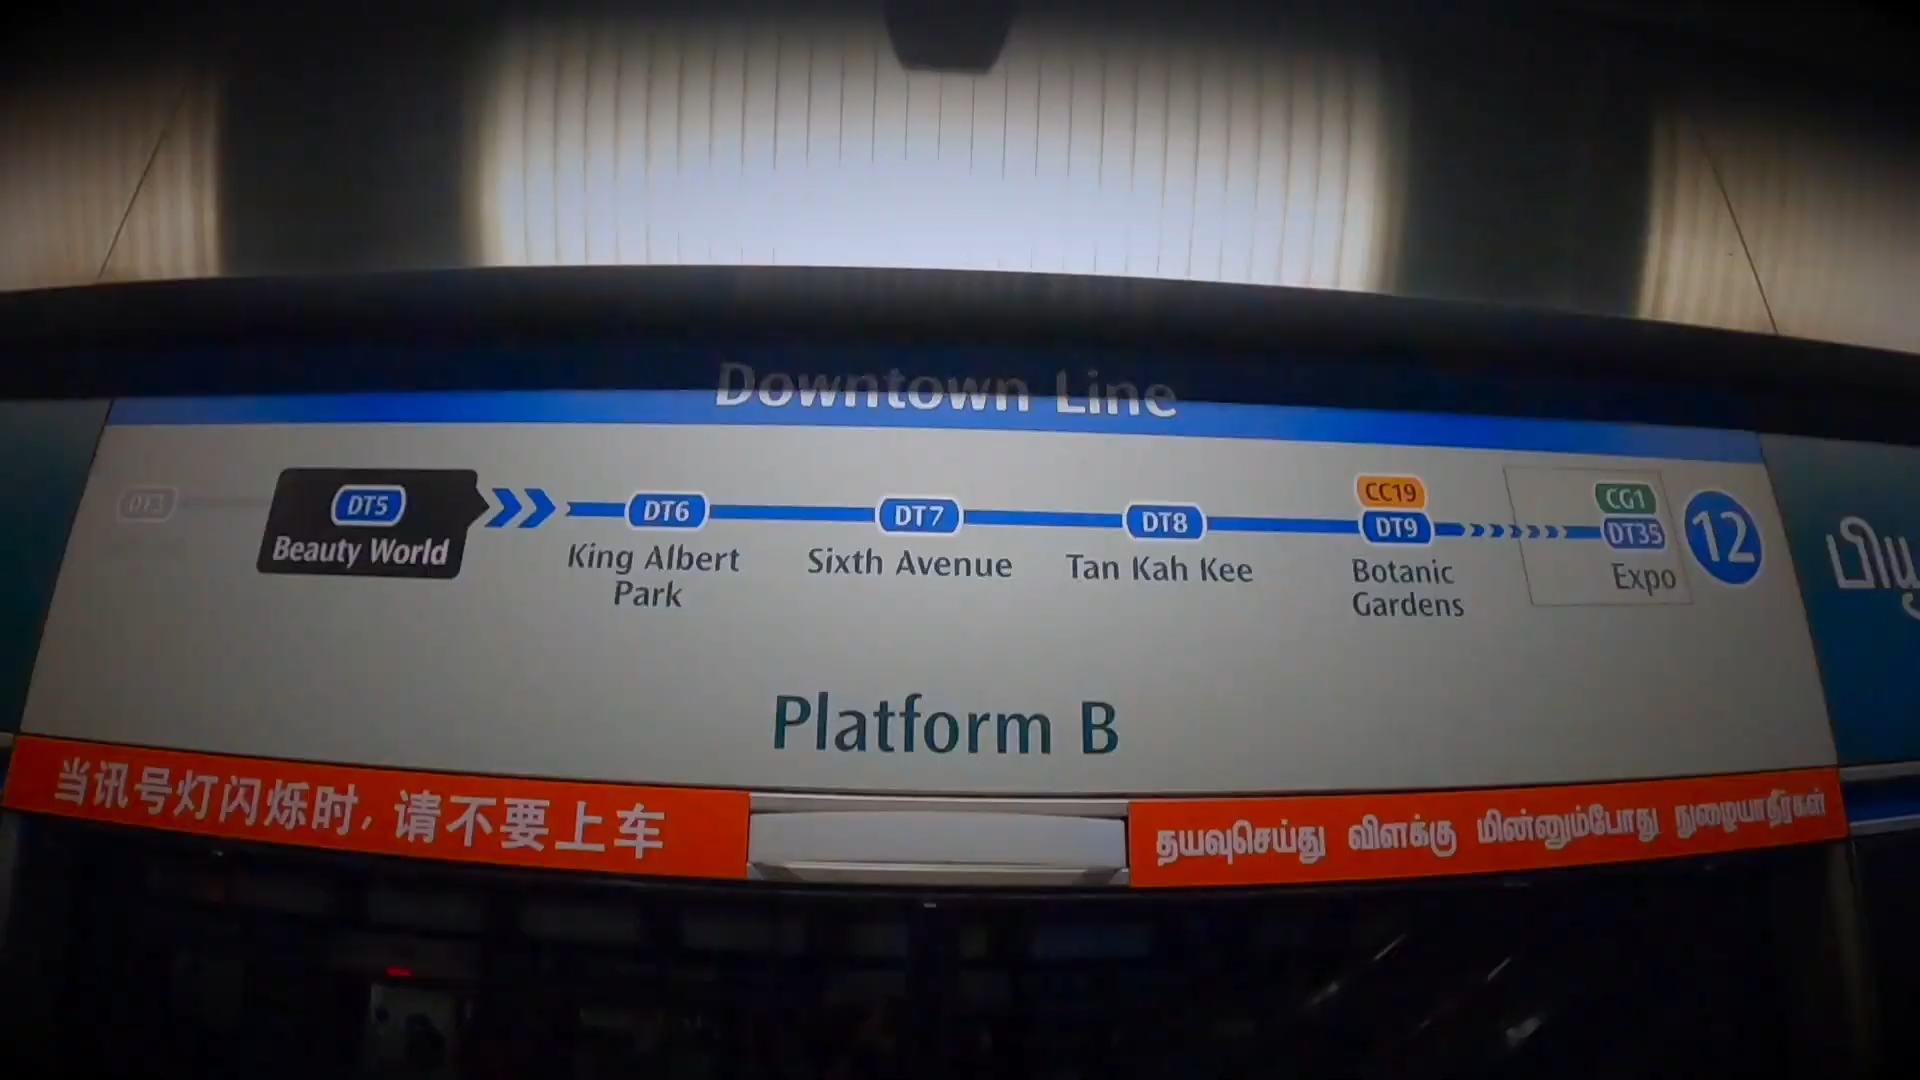 Downtown Line
DT3
DT5
Beauty World
DT6
King Albert
Park
DT7
Sixth Avenue
DT8
Tan Kah Kee
CC19
DT9
Botanic
Gardens
CG1
DT35
Expo
12
Platform B
当讯号灯闪烁时, 请不要上车
தயவுசெய்து விளக்கு மின்னும்போது நுழையாதீர்கள்